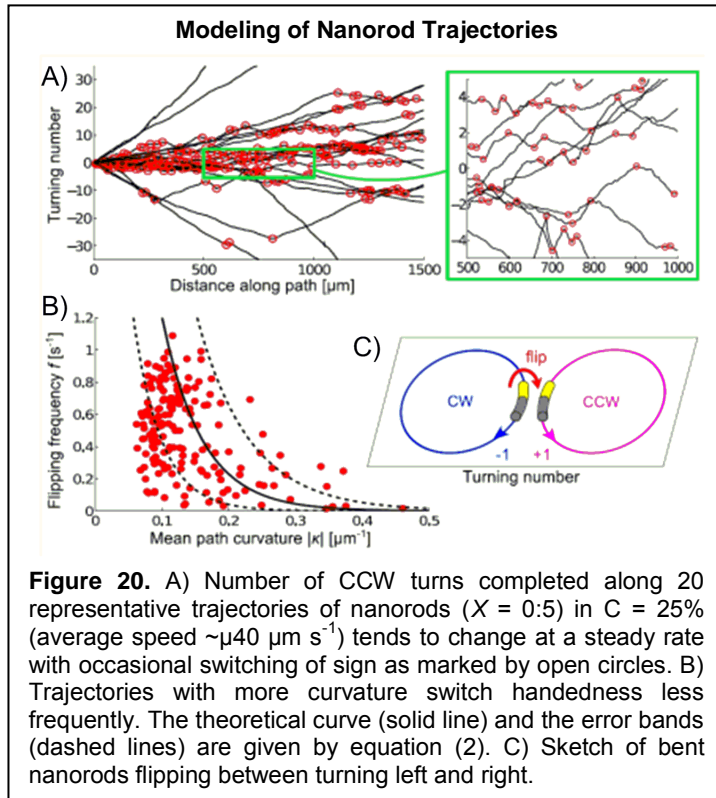 Modeling of Nanorod Trajectories
A)
Turning number
30
20
10
0
−10
−20
−30
0
500
1000
1500
Distance along path [μm]
4
2
0
−2
−4
500
600
700
800
900
1000
B)
Flipping frequency f [s⁻¹]
1.2
1
0.8
0.6
0.4
0.2
0
0
0.1
0.2
0.3
0.4
0.5
Mean path curvature |κ| [μm⁻¹]
C)
flip
CW
CCW
-1
+1
Turning number
Figure 20. A) Number of CCW turns completed along 20
representative trajectories of nanorods (X = 0:5) in C = 25%
(average speed ~μ40 μm s⁻¹) tends to change at a steady rate
with occasional switching of sign as marked by open circles. B)
Trajectories with more curvature switch handedness less
frequently. The theoretical curve (solid line) and the error bands
(dashed lines) are given by equation (2). C) Sketch of bent
nanorods flipping between turning left and right.